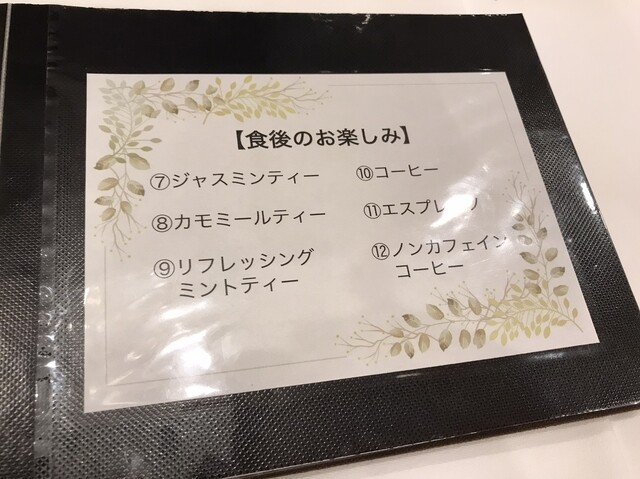 【食後のお楽しみ】
⑦ジャスミンティー
⑧カモミールティー
⑨リフレッシング
ミントティー
⑩コーヒー
⑪エスプレッソ
⑫ノンカフェイン
コーヒー